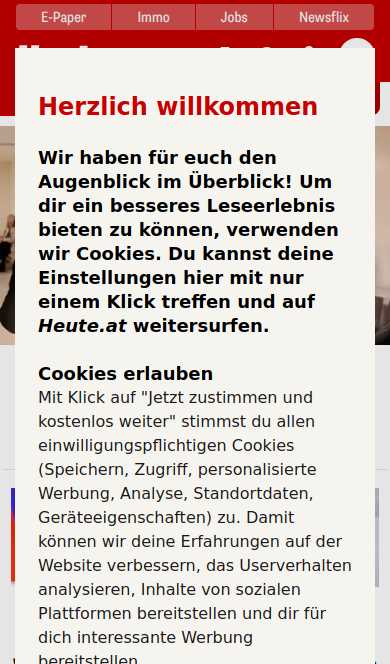 E-Paper
Immo
Jobs
Newsflix
Herzlich willkommen
Wir haben für euch den
Augenblick im Überblick! Um
dir ein besseres Leseerlebnis
bieten zu können, verwenden
wir Cookies. Du kannst deine
Einstellungen hier mit nur
einem Klick treffen und auf
Heute.at weitersurfen.
Cookies erlauben
Mit Klick auf "Jetzt zustimmen und
kostenlos weiter" stimmst du allen
einwilligungspflichtigen Cookies
(Speichern, Zugriff, personalisierte
Werbung, Analyse, Standortdaten,
Geräteeigenschaften) zu. Damit
können wir deine Erfahrungen auf der
Website verbessern, das Userverhalten
analysieren, Inhalte von sozialen
Plattformen bereitstellen und dir für
dich interessante Werbung
bereitstellen